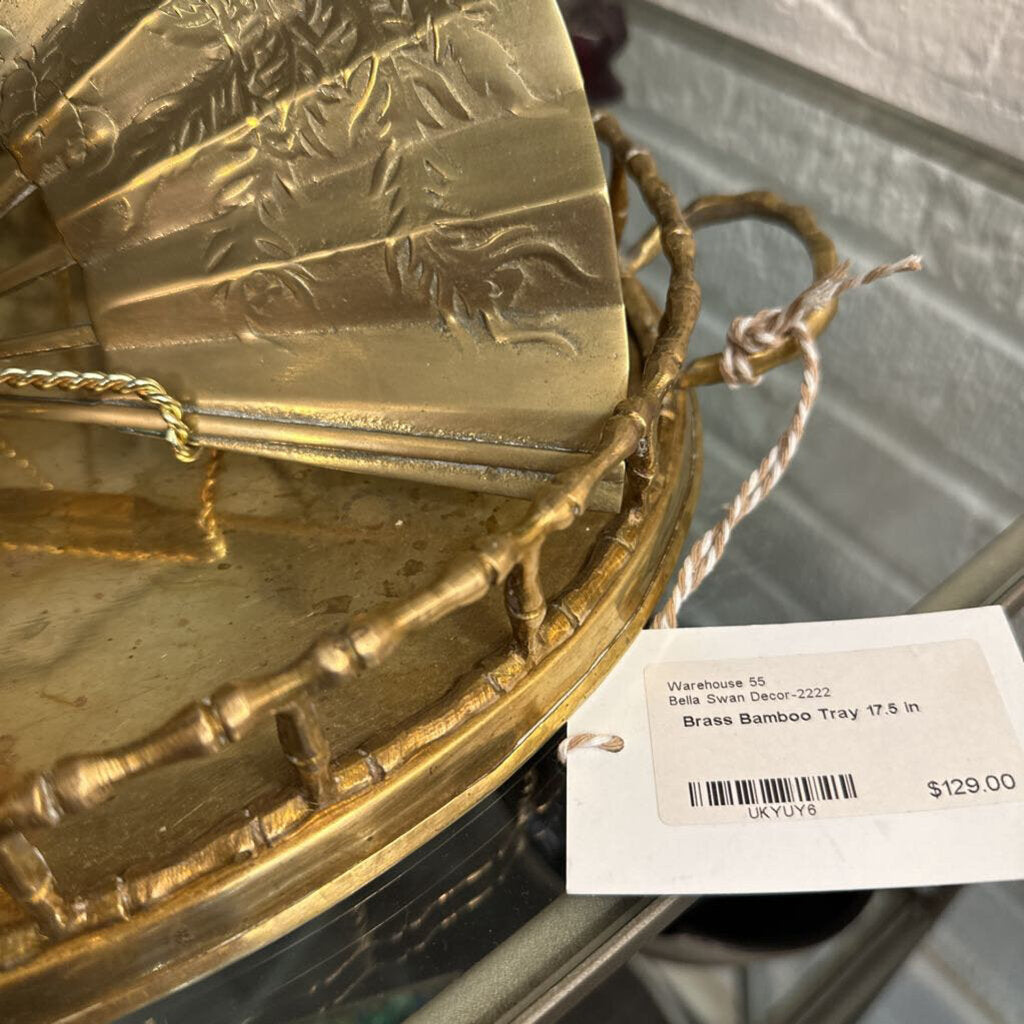 Warehouse 55
Bella Swan Decor-2222
Brass Bamboo Tray 17.5 in
$129.00
UKYUY6